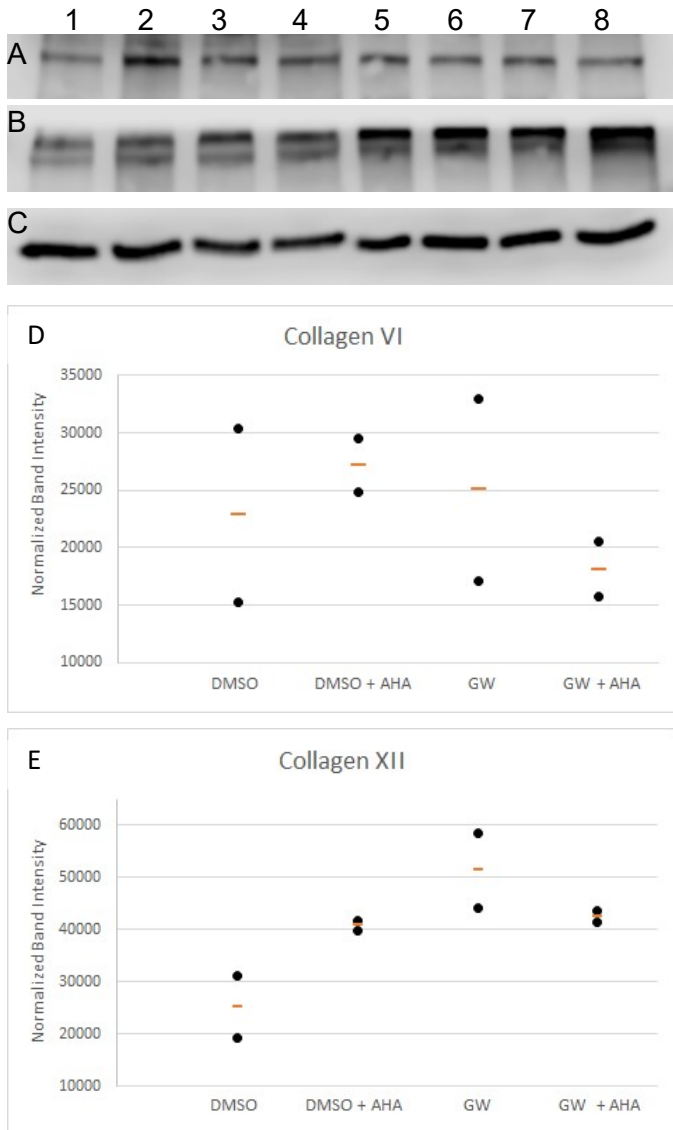 1 2 3 4 5 6 7 8
A
B
C
D
Collagen VI
Normalized Band Intensity
35000
30000
25000
20000
15000
10000
DMSO DMSO + AHA GW GW + AHA
E
Collagen XII
Normalized Band Intensity
60000
50000
40000
30000
20000
10000
DMSO DMSO + AHA GW GW + AHA